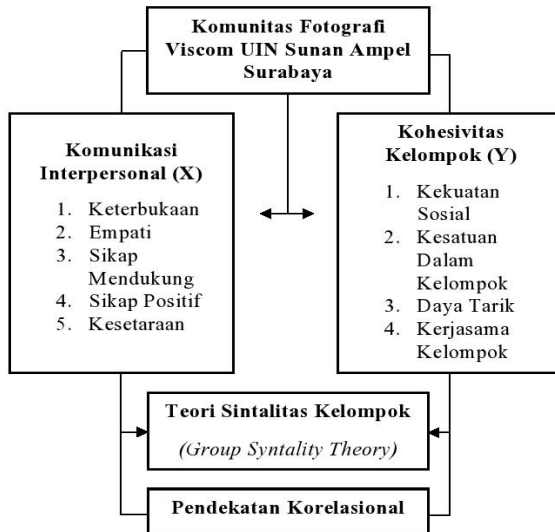 Komunitas Fotografi
Viscom UIN Sunan Ampel
Surabaya
Komunikasi
Interpersonal (X)
1. Keterbukaan
2. Empati
3. Sikap
Mendukung
4. Sikap Positif
5. Kesetaraan
Kohesivitas
Kelompok (Y)
1. Kekuatan
Sosial
2. Kesatuan
Dalam
Kelompok
3. Daya Tarik
4. Kerjasama
Kelompok
Teori Sintalitas Kelompok
(Group Syntality Theory)
Pendekatan Korelasional